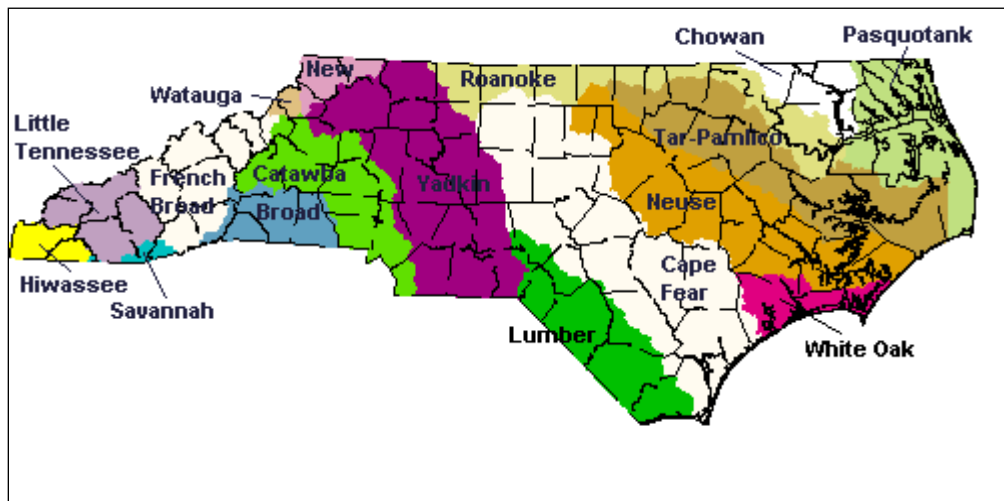 Chowan
Pasquotank
New
Roanoke
Watauga
Little
Tennessee
Tar-Pamlico
French
Broad
Catawba
Yadkin
Broad
Neuse
Cape
Fear
Hiwassee
Savannah
Lumber
White Oak